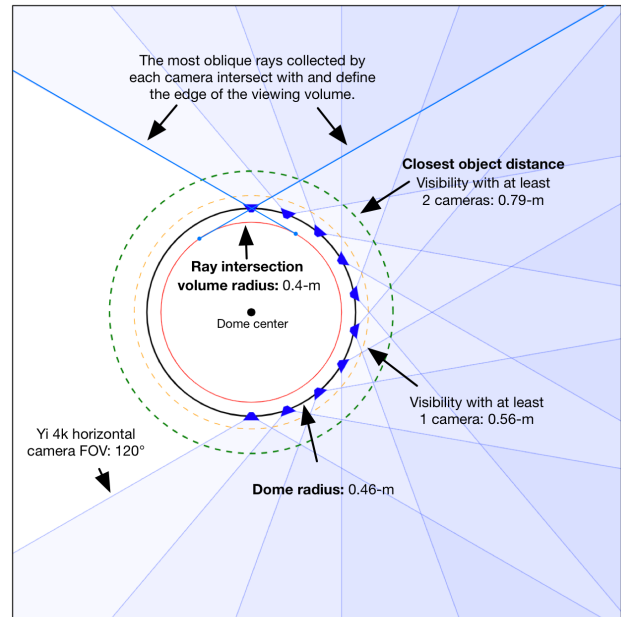 The most oblique rays collected by
each camera intersect with and define
the edge of the viewing volume.
Closest object distance
Visibility with at least
2 cameras: 0.79-m
Ray intersection
volume radius: 0.4-m
Dome center
Visibility with at least
1 camera: 0.56-m
Yi 4k horizontal
camera FOV: 120°
Dome radius: 0.46-m